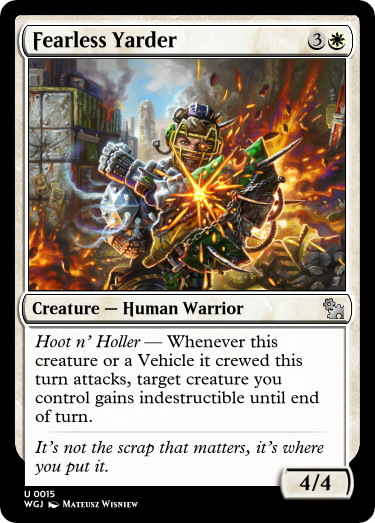 Fearless Yarder 3
Creature — Human Warrior
Hoot n' Holler — Whenever this
creature or a Vehicle it crewed this
turn attacks, target creature you
control gains indestructible until end
of turn.
It's not the scrap that matters, it's where
you put it.
4/4
U 0015
WGJ Mateusz Wisniew